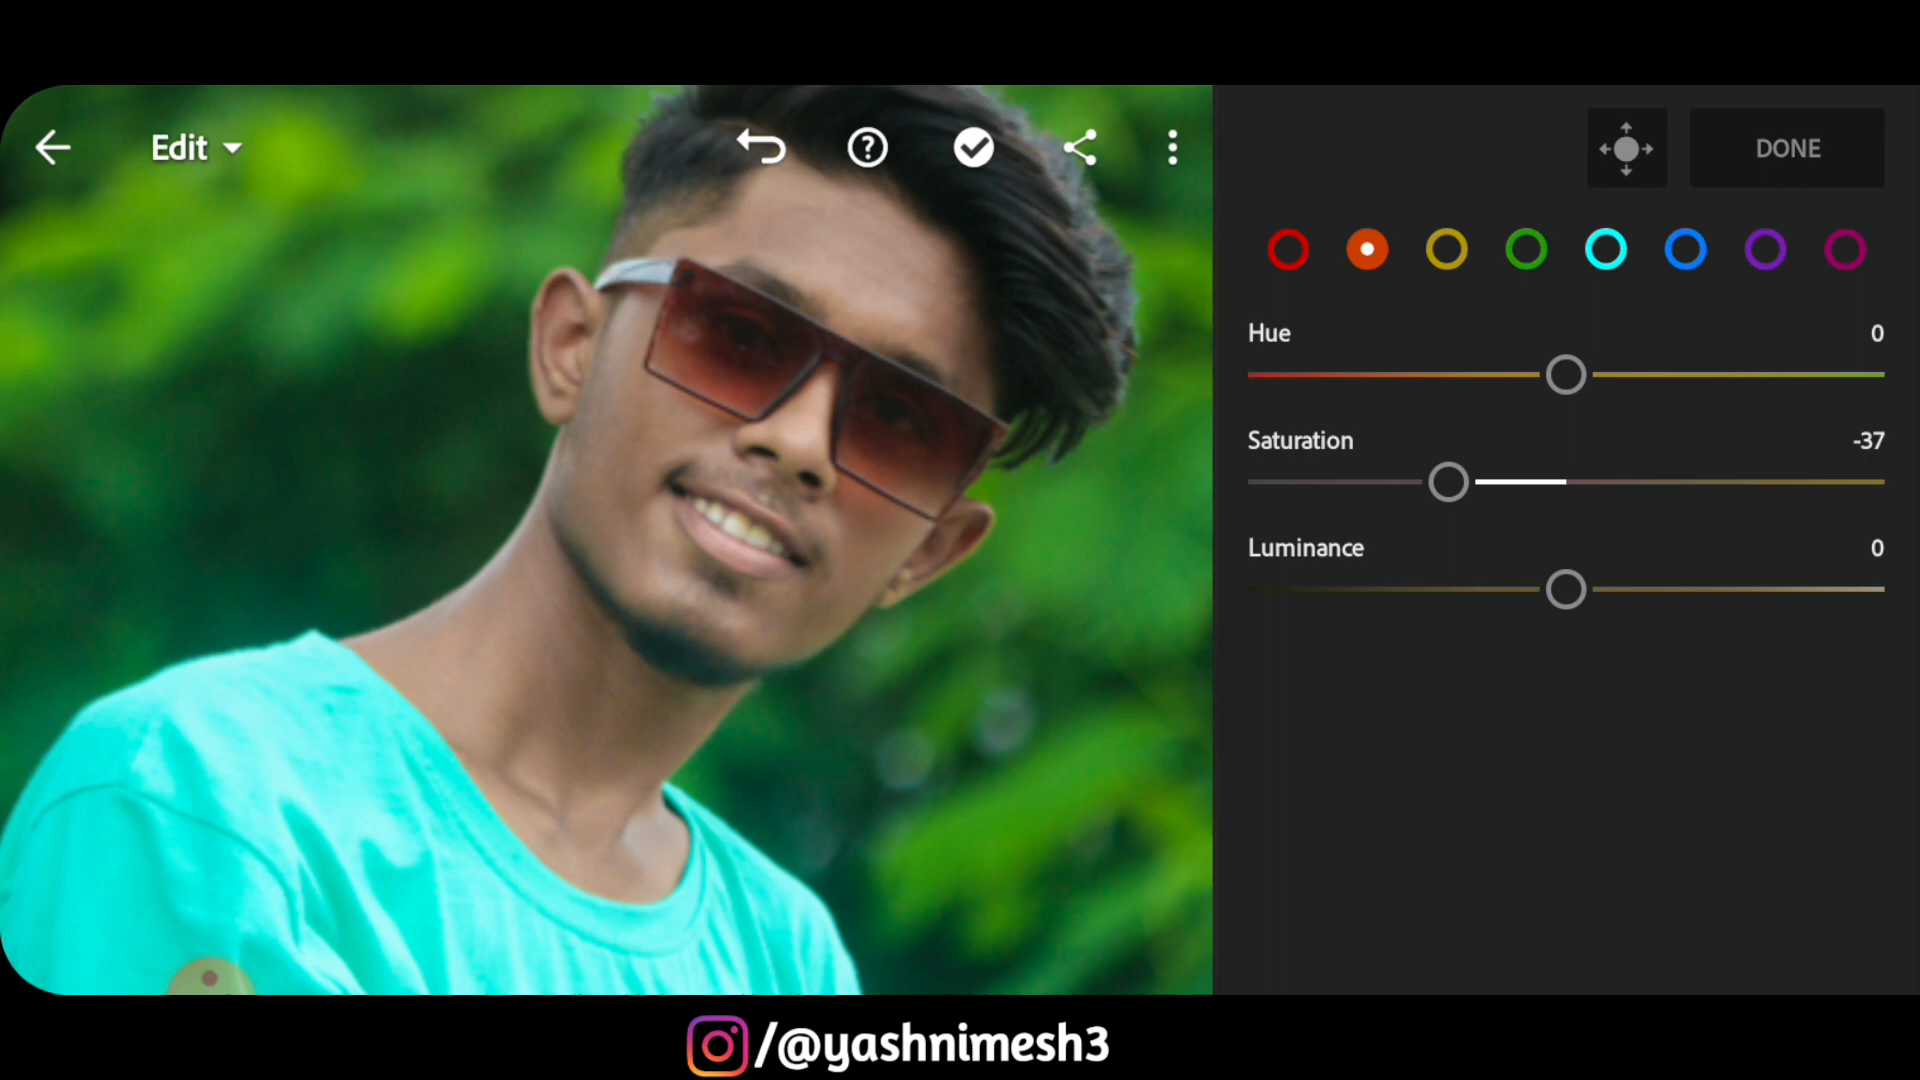 Edit
DONE
Hue 0
Saturation -37
Luminance 0
/@yashnimesh3